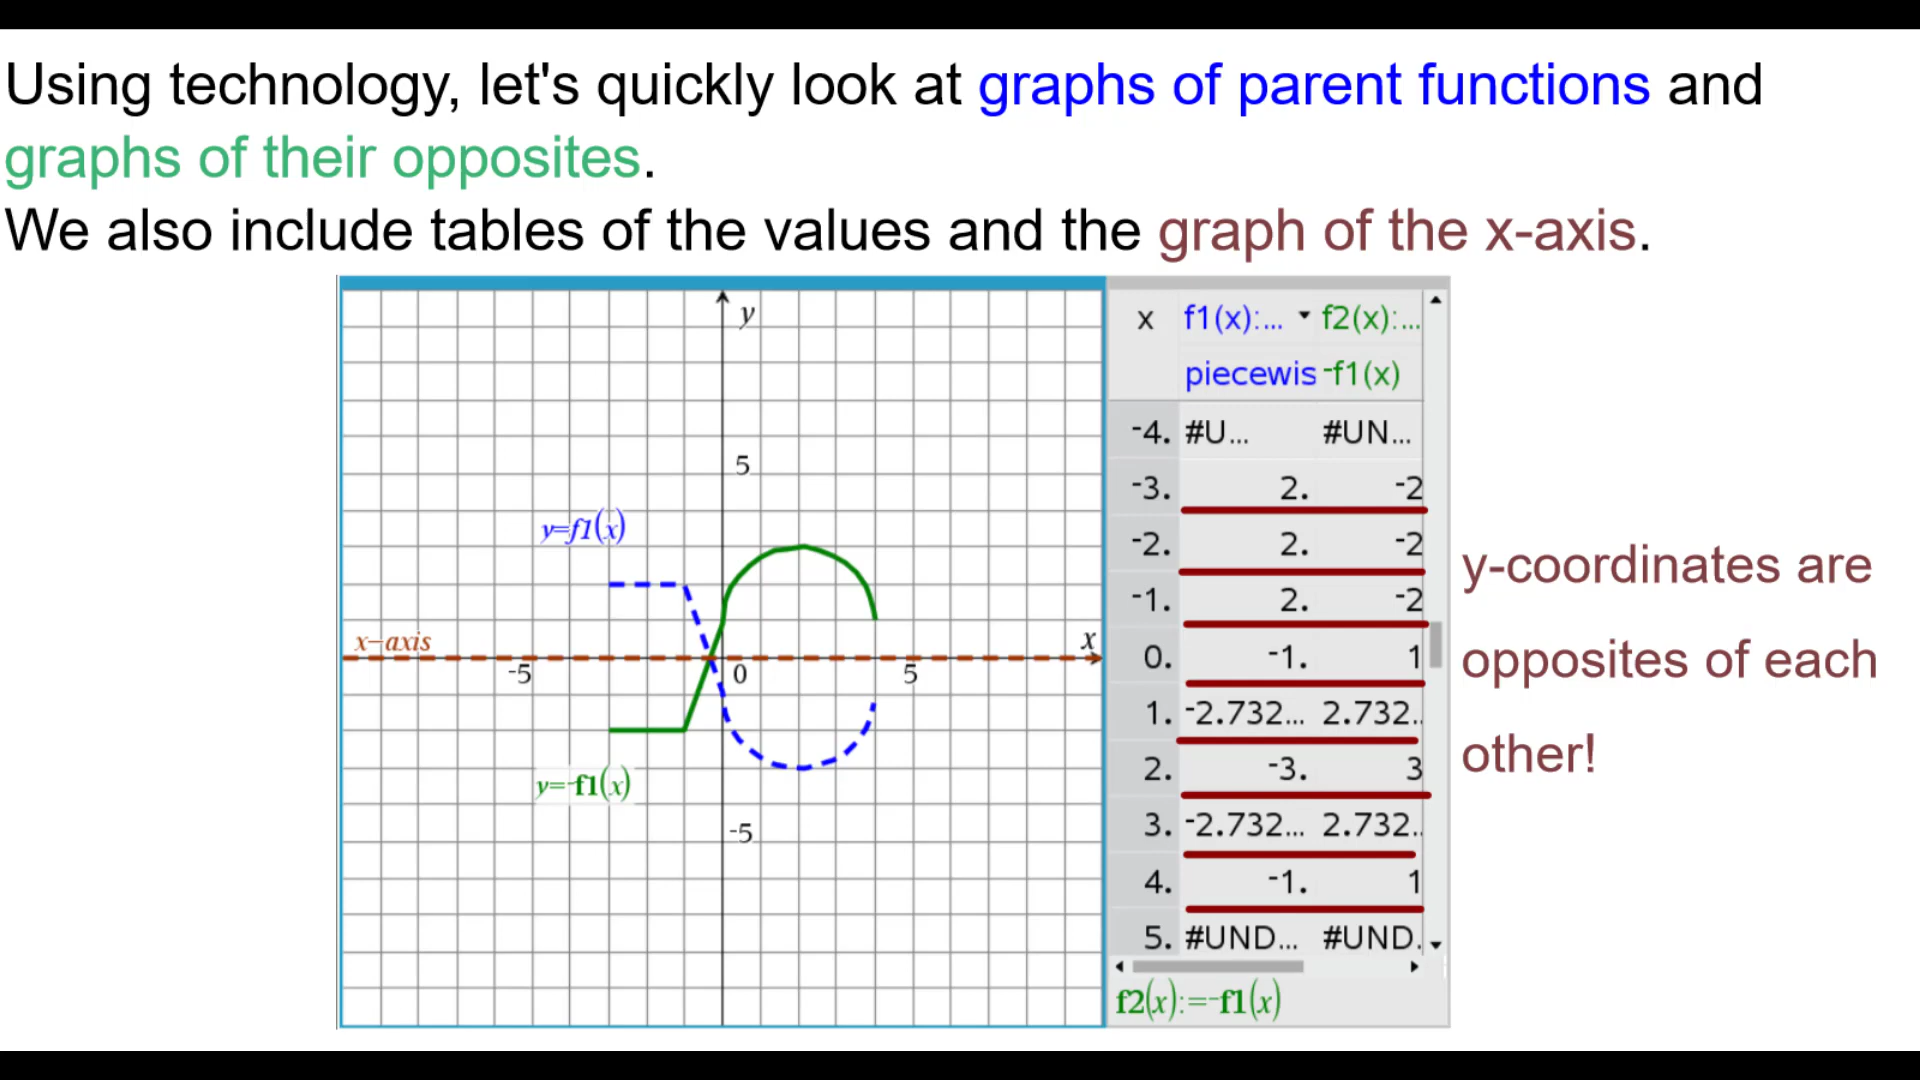 Using technology, let's quickly look at graphs of parent functions and
graphs of their opposites.
We also include tables of the values and the graph of the x-axis.
y
5
y=f1(x)
x-axis
x
-5
0
5
y=-f1(x)
-5
x f1(x):... f2(x):...
piecewis -f1(x)
-4. #U... #UN...
-3. 2. -2
-2. 2. -2
-1. 2. -2
0. -1. 1
1. -2.732... 2.732..
2. -3. 3
3. -2.732... 2.732..
4. -1. 1
5. #UND... #UND.
f2(x):=-f1(x)
y-coordinates are
opposites of each
other!